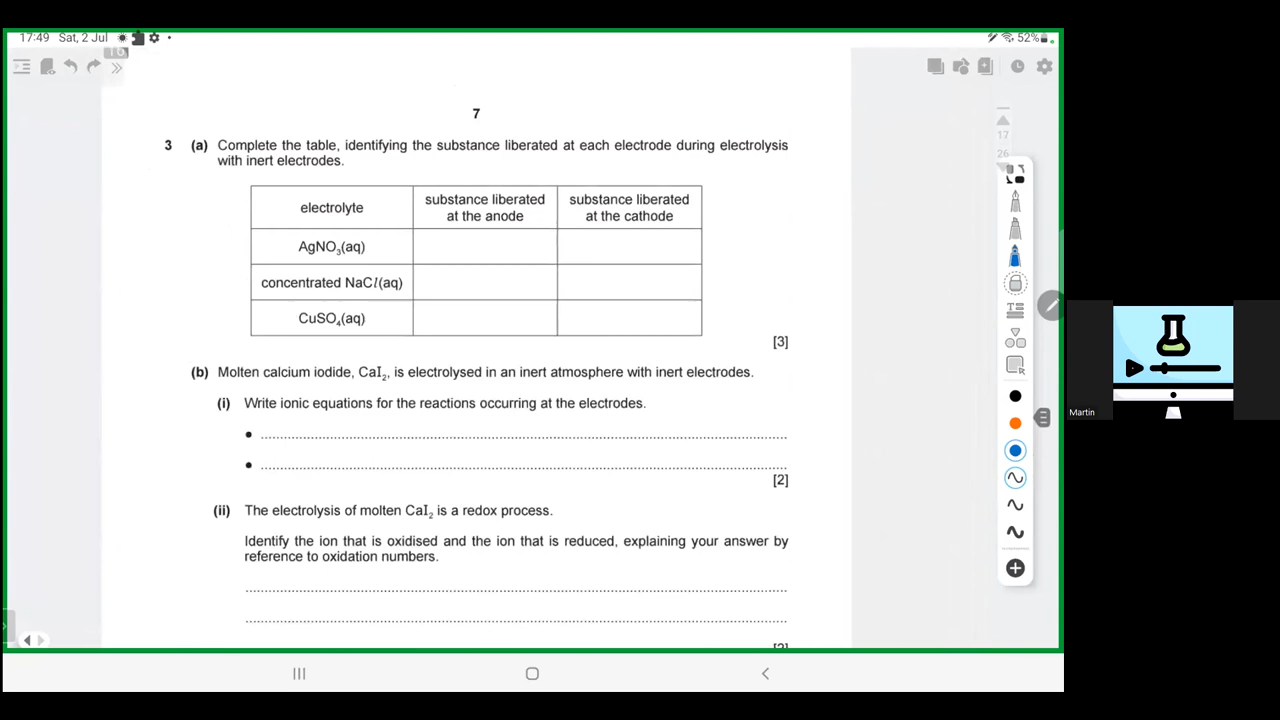 17:49 Sat, 2 Jul
52%
16
7
3 (a) Complete the table, identifying the substance liberated at each electrode during electrolysis
with inert electrodes.
electrolyte
substance liberated
at the anode
substance liberated
at the cathode
AgNO₃(aq)
concentrated NaCl(aq)
CuSO₄(aq)
[3]
(b) Molten calcium iodide, CaI₂, is electrolysed in an inert atmosphere with inert electrodes.
(i) Write ionic equations for the reactions occurring at the electrodes.
• ................................................................................
• ................................................................................
[2]
(ii) The electrolysis of molten CaI₂ is a redox process.
Identify the ion that is oxidised and the ion that is reduced, explaining your answer by
reference to oxidation numbers.
................................................................................
................................................................................
17
26
Martin